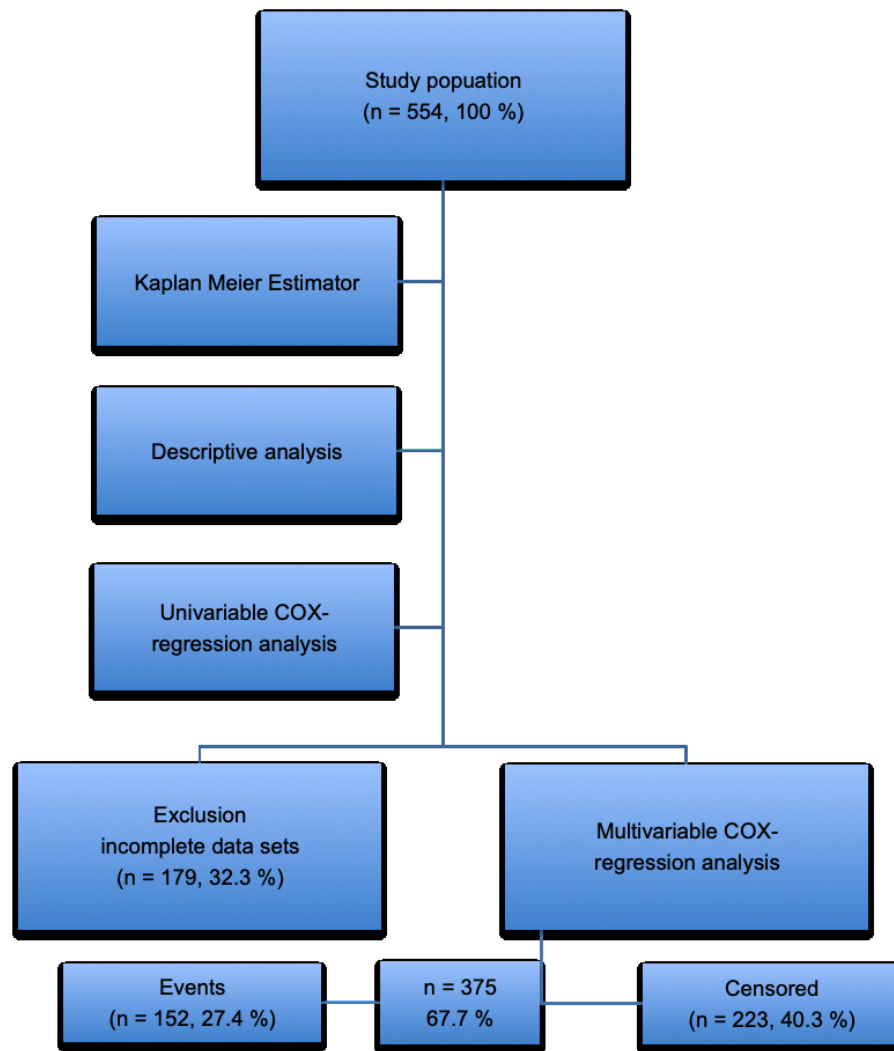 Study popuation
(n = 554, 100 %)
Kaplan Meier Estimator
Descriptive analysis
Univariable COX-
regression analysis
Exclusion
incomplete data sets
(n = 179, 32.3 %)
Multivariable COX-
regression analysis
Events
(n = 152, 27.4 %)
n = 375
67.7 %
Censored
(n = 223, 40.3 %)